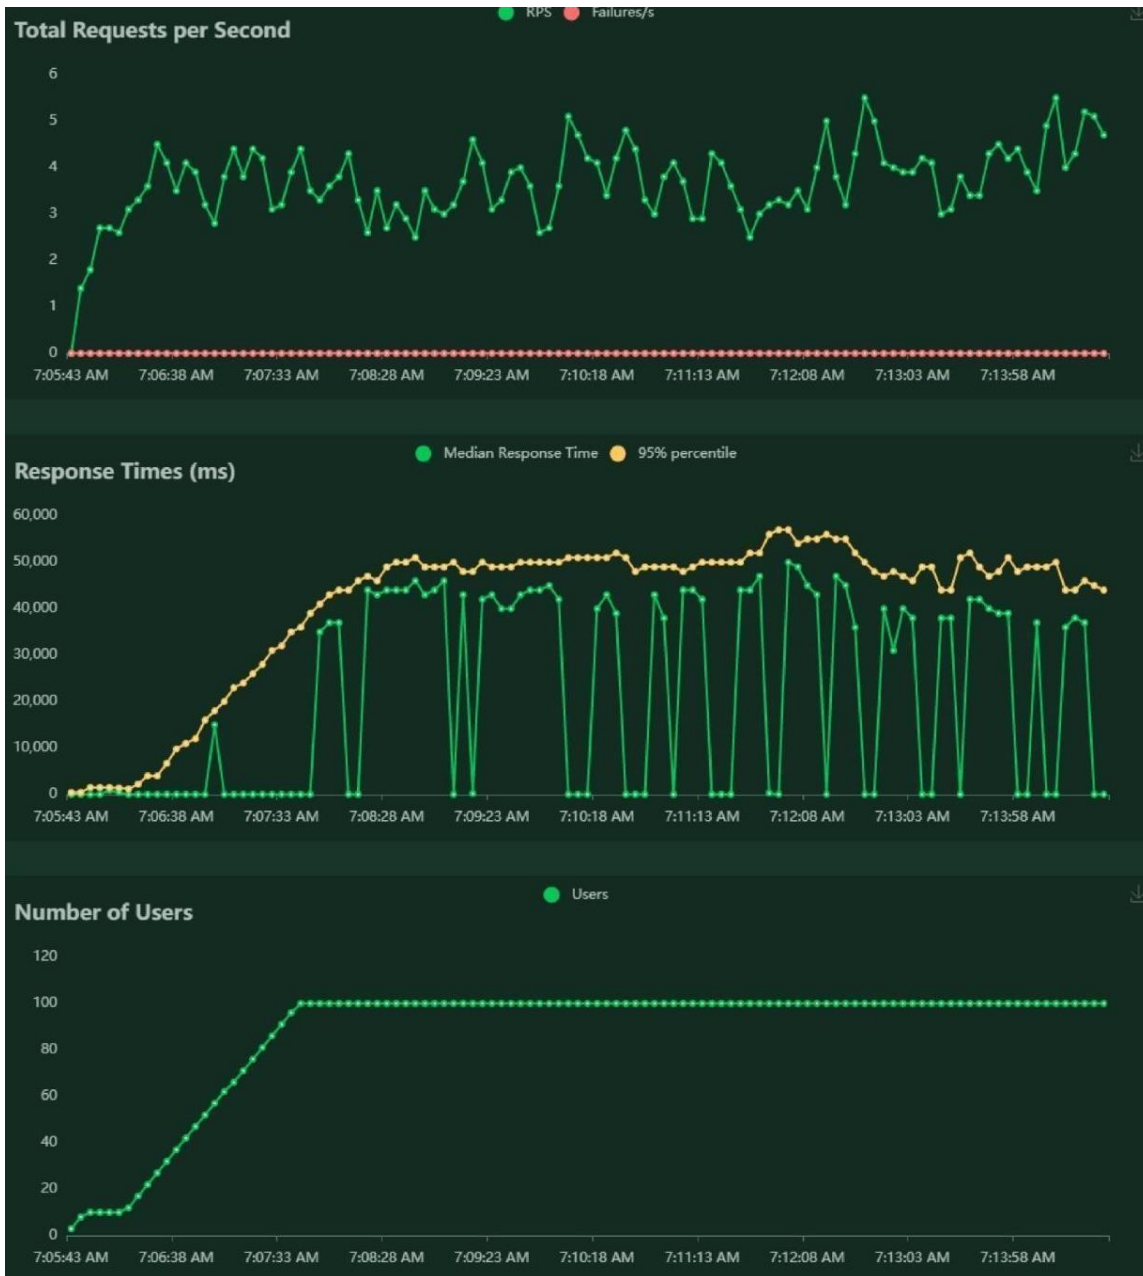 RPS Failures/s
Total Requests per Second
6
5
4
3
2
1
0
7:05:43 AM 7:06:38 AM 7:07:33 AM 7:08:28 AM 7:09:23 AM 7:10:18 AM 7:11:13 AM 7:12:08 AM 7:13:03 AM 7:13:58 AM
Median Response Time 95% percentile
Response Times (ms)
60,000
50,000
40,000
30,000
20,000
10,000
0
7:05:43 AM 7:06:38 AM 7:07:33 AM 7:08:28 AM 7:09:23 AM 7:10:18 AM 7:11:13 AM 7:12:08 AM 7:13:03 AM 7:13:58 AM
Users
Number of Users
120
100
80
60
40
20
0
7:05:43 AM 7:06:38 AM 7:07:33 AM 7:08:28 AM 7:09:23 AM 7:10:18 AM 7:11:13 AM 7:12:08 AM 7:13:03 AM 7:13:58 AM